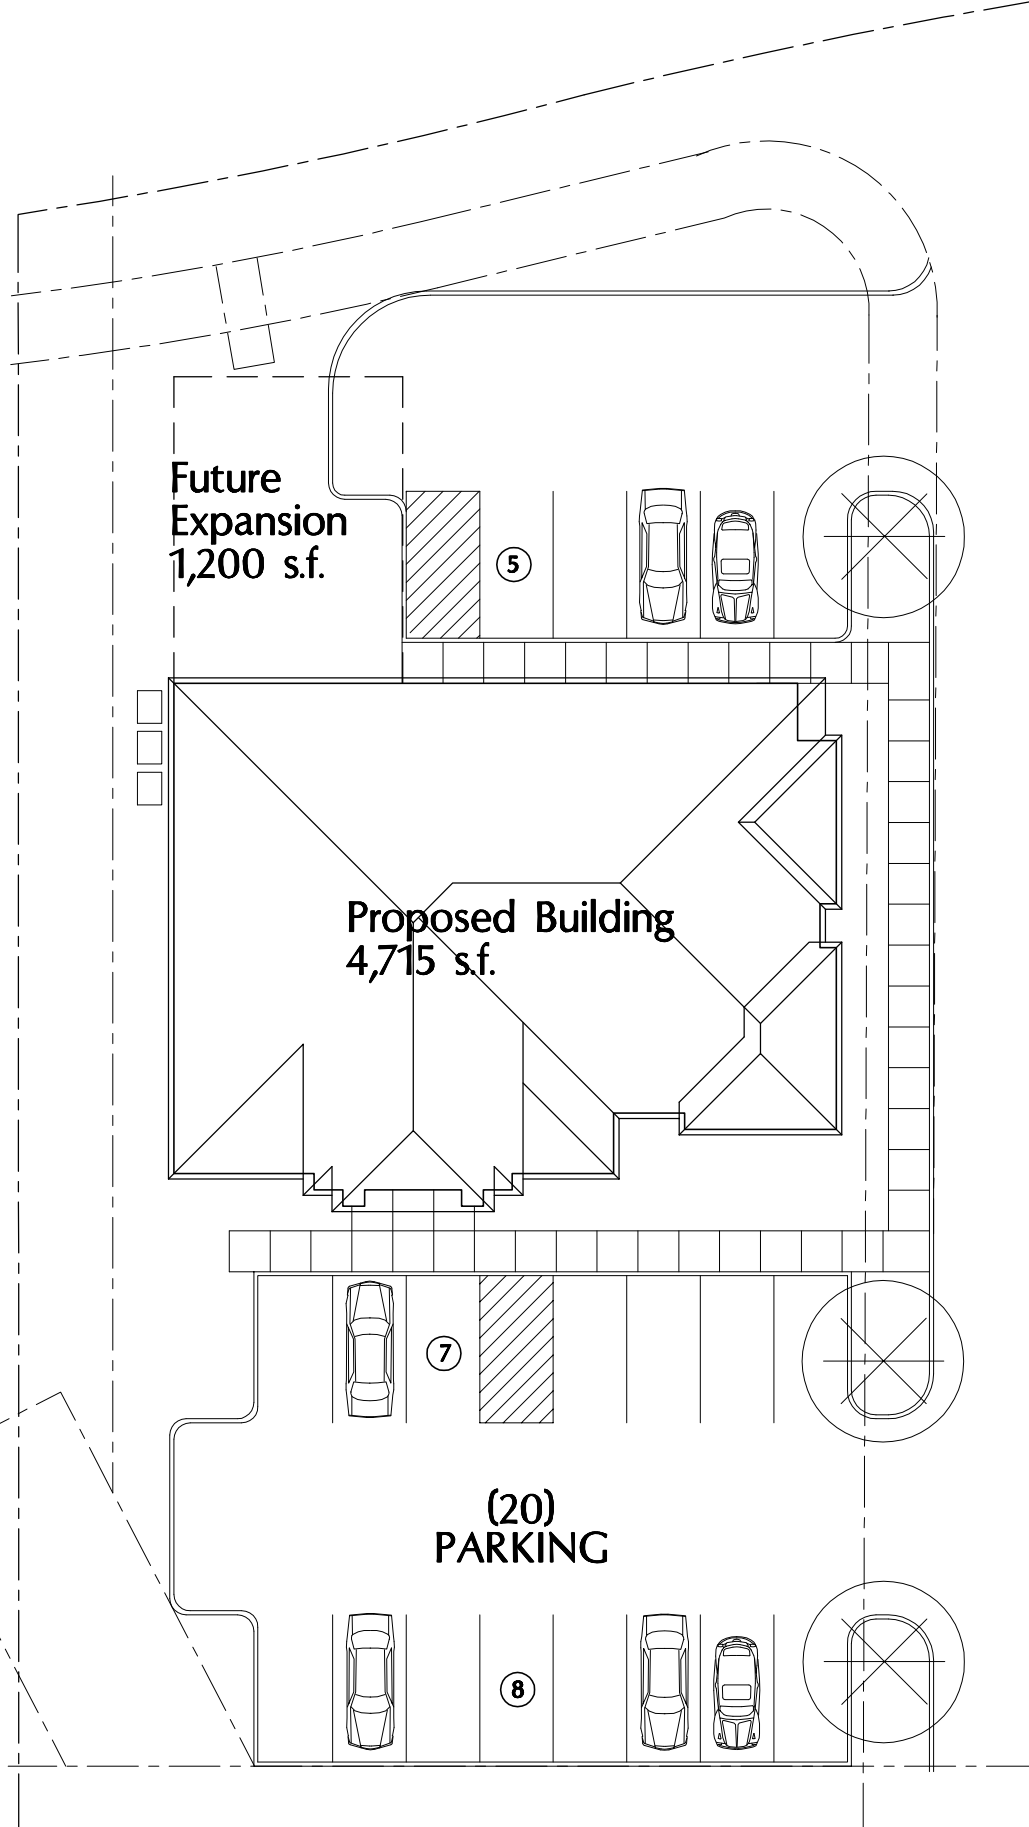 Future
Expansion
1,200 s.f.
5
Proposed Building
4,715 s.f.
7
(20)
PARKING
8